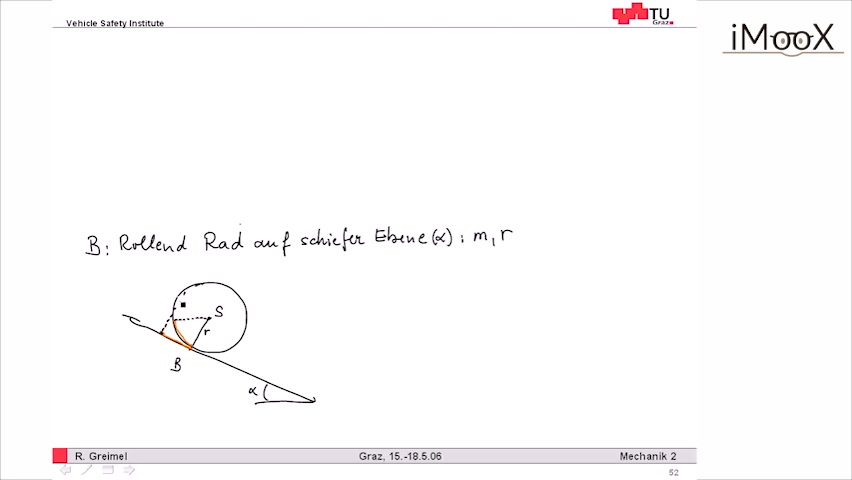 Vehicle Safety Institute
TU
Graz
iMooX
B: Rollend Rad auf schiefer Ebene (α): m, r
S
r
B
α
R. Greimel
Graz, 15.-18.5.06
Mechanik 2
52